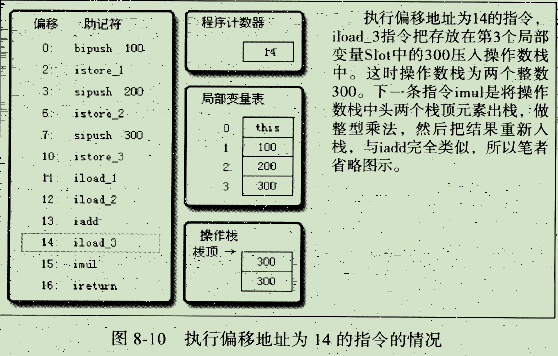 偏移 助记符
0: bipush 100
2: istore_1
3: sipush 200
6: istore_2
7: sipush 300
10: istore_3
11: iload_1
12: iload_2
13: iadd
14: iload_3
15: imul
16: ireturn
程序计数器
14
局部变量表
0 this
1 100
2 200
3 300
操作栈
栈顶 →
300
300
执行偏移地址为14的指令,
iload_3指令把存放在第3个局部
变量Slot中的300压入操作数栈
中。这时操作数栈为两个整数
300。下一条指令imul是将操作
数栈中头两个栈顶元素出栈,做
整型乘法,然后把结果重新入
栈,与iadd完全类似,所以笔者
省略图示。
图 8-10 执行偏移地址为 14 的指令的情况